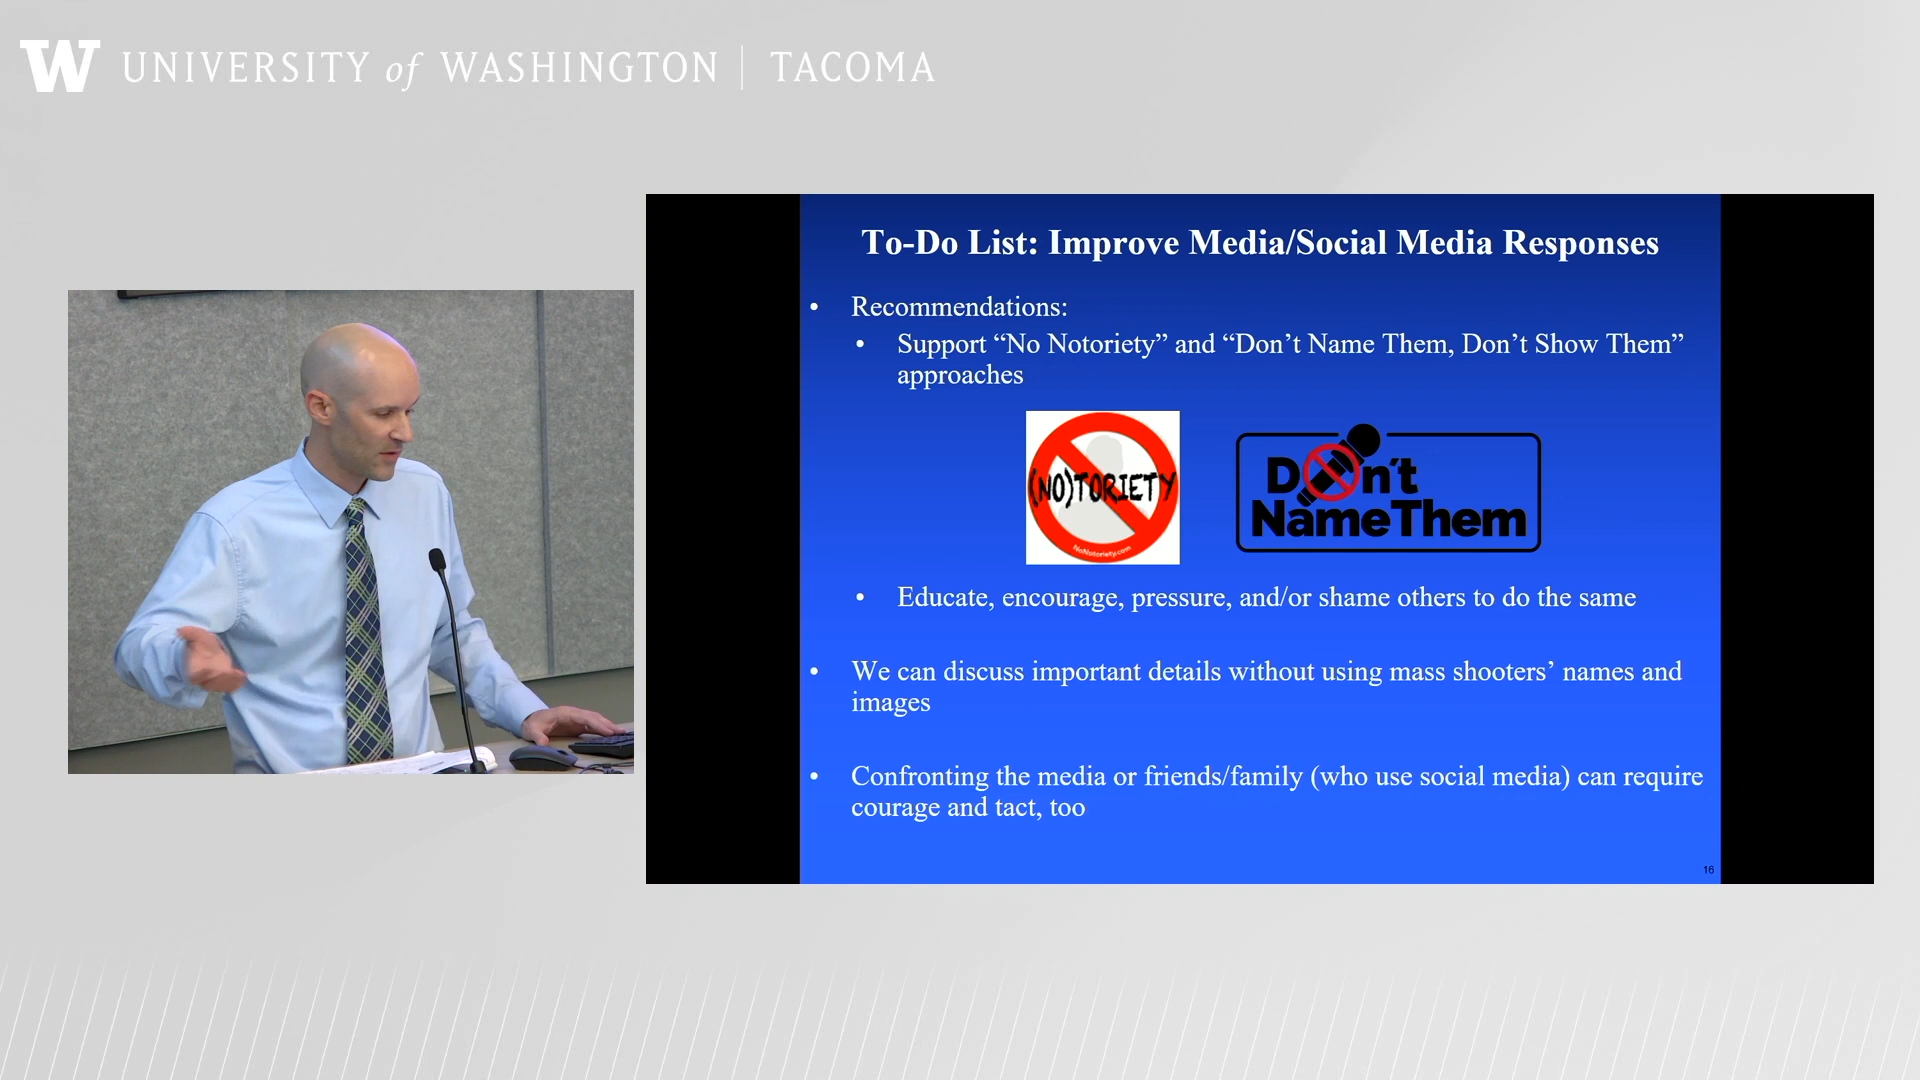 W UNIVERSITY of WASHINGTON | TACOMA
To-Do List: Improve Media/Social Media Responses
• Recommendations:
• Support “No Notoriety” and “Don’t Name Them, Don’t Show Them”
approaches
(NO)TORIETY
NoNotoriety.com
Don't
NameThem
• Educate, encourage, pressure, and/or shame others to do the same
• We can discuss important details without using mass shooters’ names and
images
• Confronting the media or friends/family (who use social media) can require
courage and tact, too
16